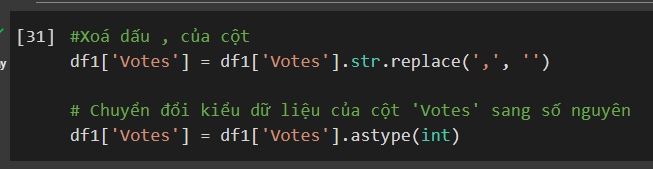 [31] #Xoá dấu , của cột
df1['Votes'] = df1['Votes'].str.replace(',', '')
# Chuyển đổi kiểu dữ liệu của cột 'Votes' sang số nguyên
df1['Votes'] = df1['Votes'].astype(int)